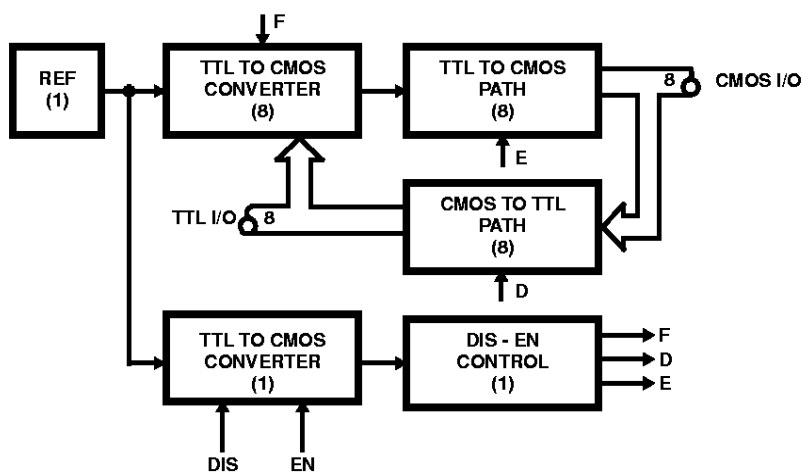 F
REF
(1)
TTL TO CMOS
CONVERTER
(8)
TTL TO CMOS
PATH
(8)
8
CMOS I/O
E
TTL I/O
8
CMOS TO TTL
PATH
(8)
D
TTL TO CMOS
CONVERTER
(1)
DIS - EN
CONTROL
(1)
F
D
E
DIS
EN